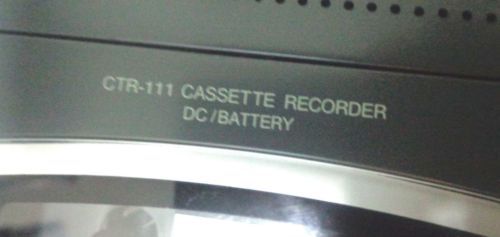 CTR-111 CASSETTE RECORDER
DC/BATTERY